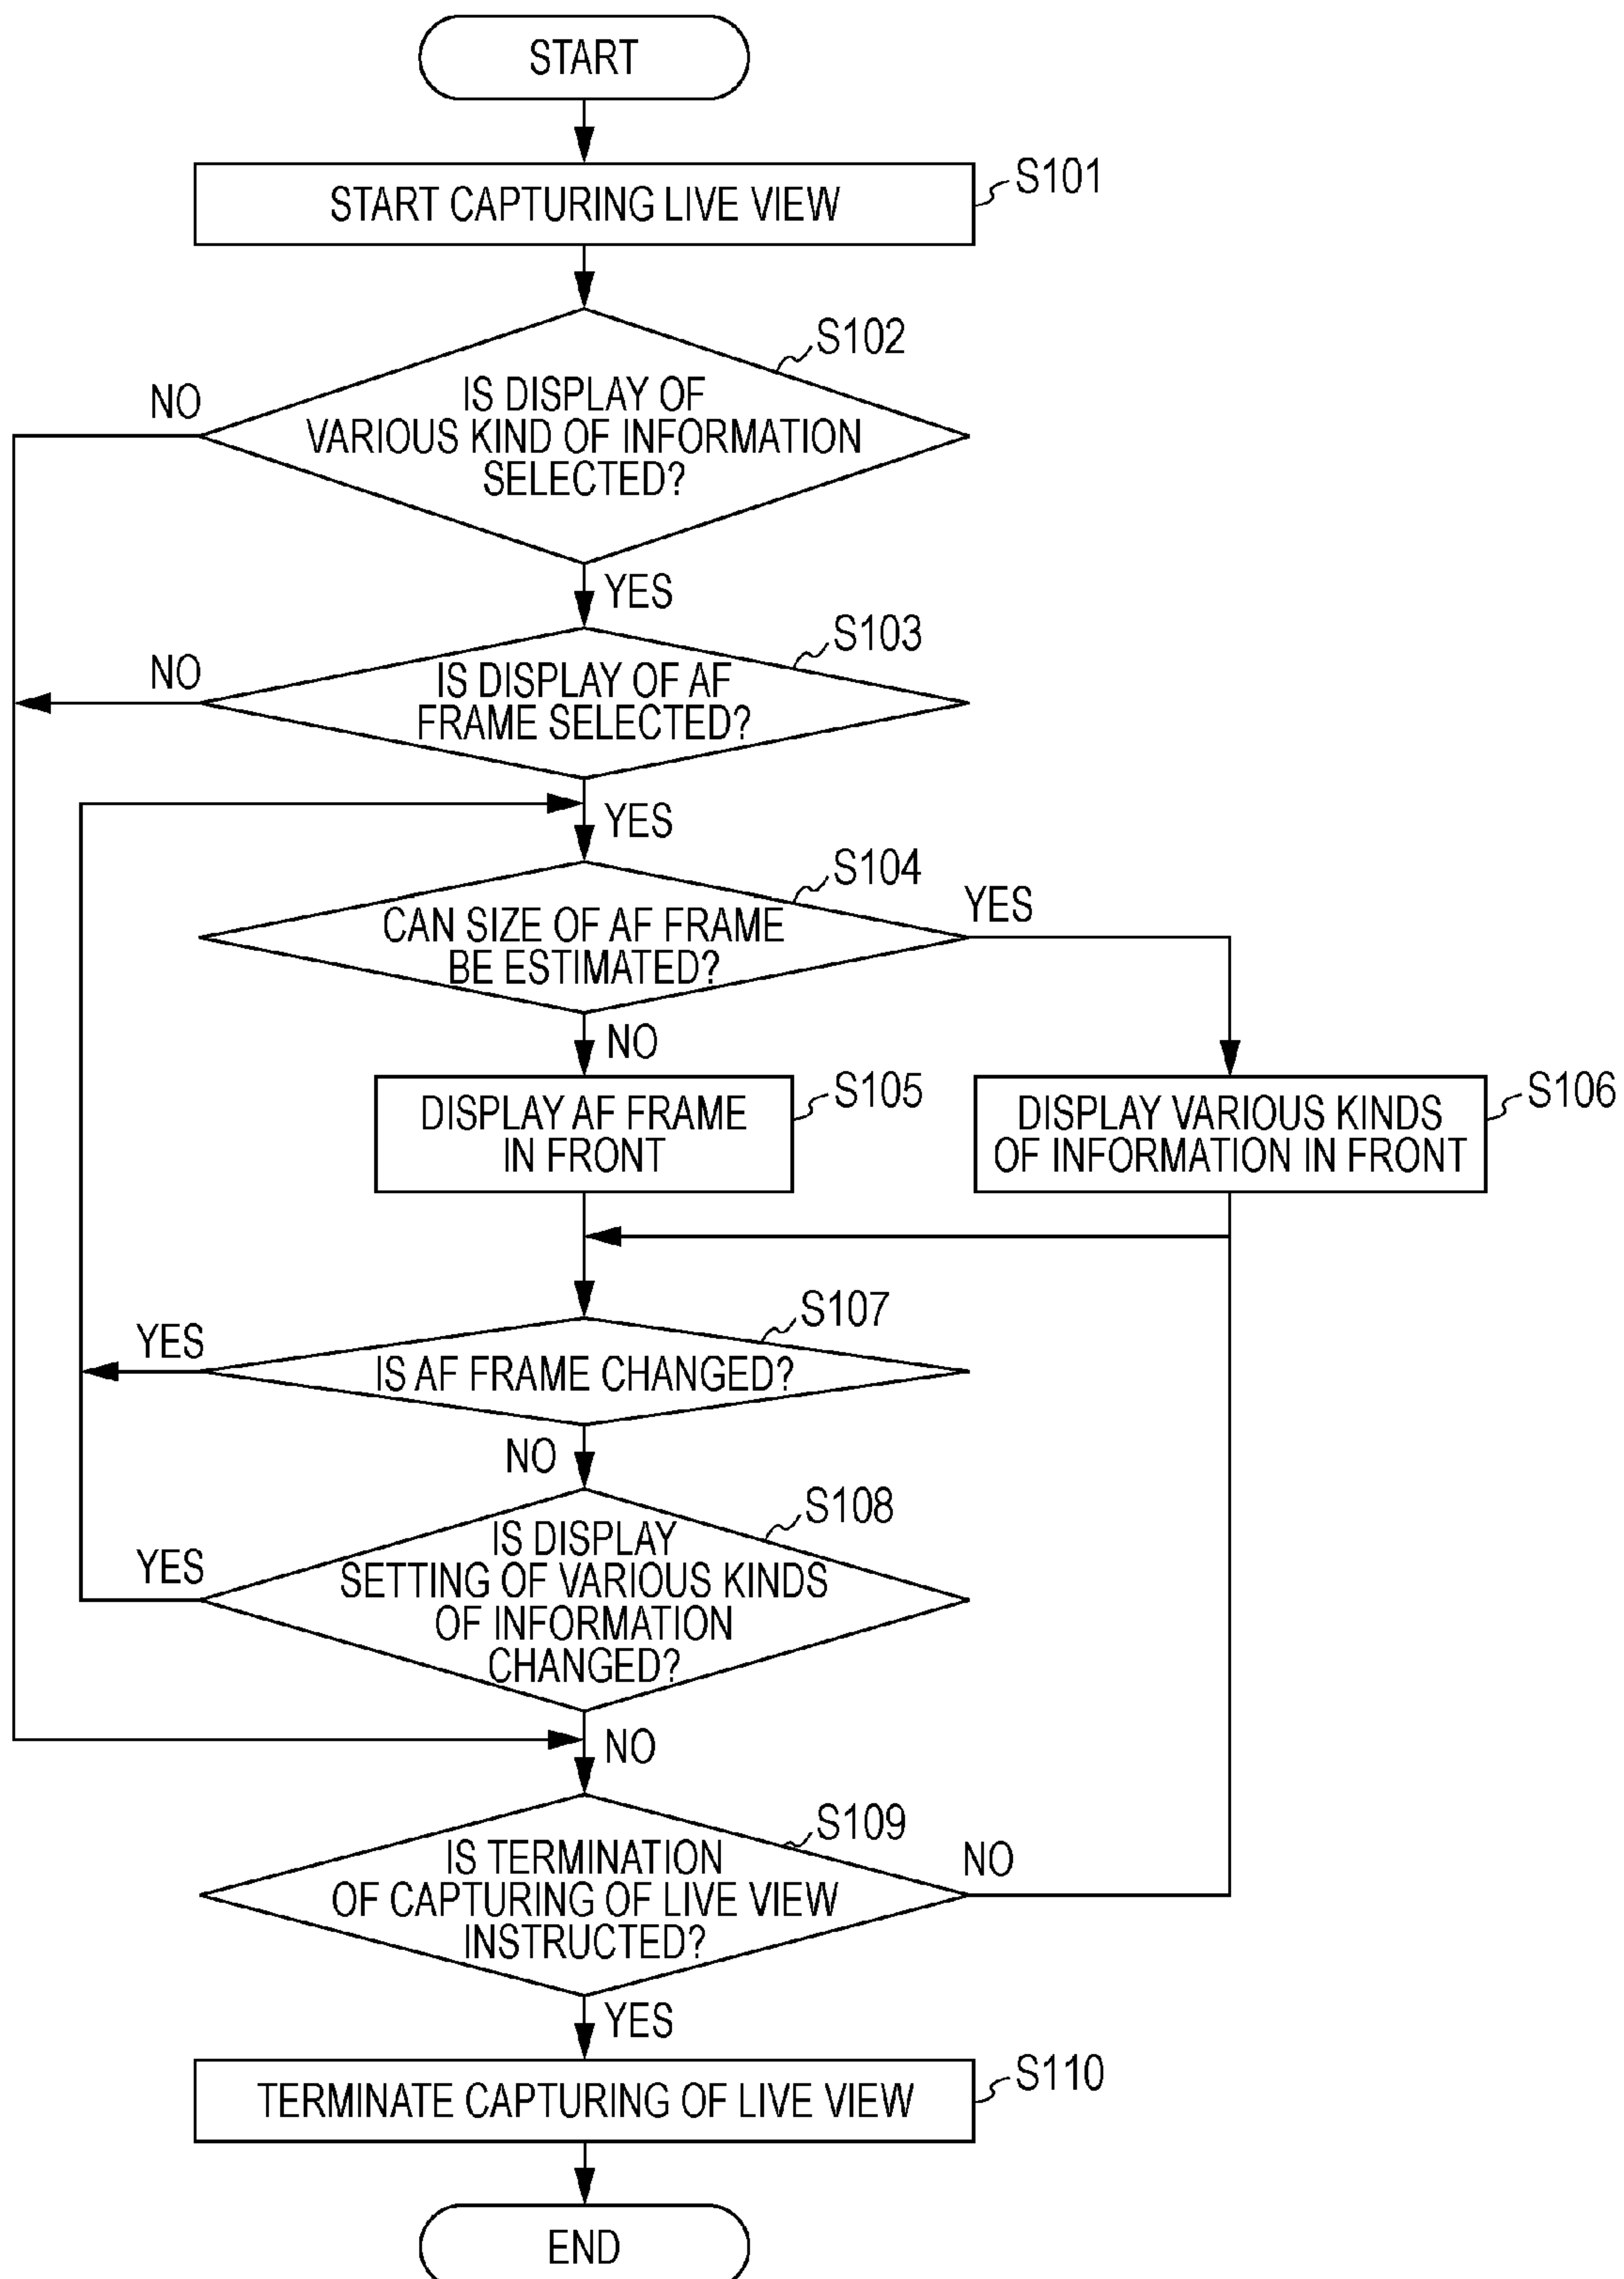 START
START CAPTURING LIVE VIEW
S101
S102
NO
IS DISPLAY OF
VARIOUS KIND OF INFORMATION
SELECTED?
YES
S103
NO
IS DISPLAY OF AF
FRAME SELECTED?
YES
S104
YES
CAN SIZE OF AF FRAME
BE ESTIMATED?
NO
DISPLAY AF FRAME
IN FRONT
S105
DISPLAY VARIOUS KINDS
OF INFORMATION IN FRONT
S106
S107
YES
IS AF FRAME CHANGED?
NO
S108
YES
IS DISPLAY
SETTING OF VARIOUS KINDS
OF INFORMATION
CHANGED?
NO
S109
NO
IS TERMINATION
OF CAPTURING OF LIVE VIEW
INSTRUCTED?
YES
TERMINATE CAPTURING OF LIVE VIEW
S110
END